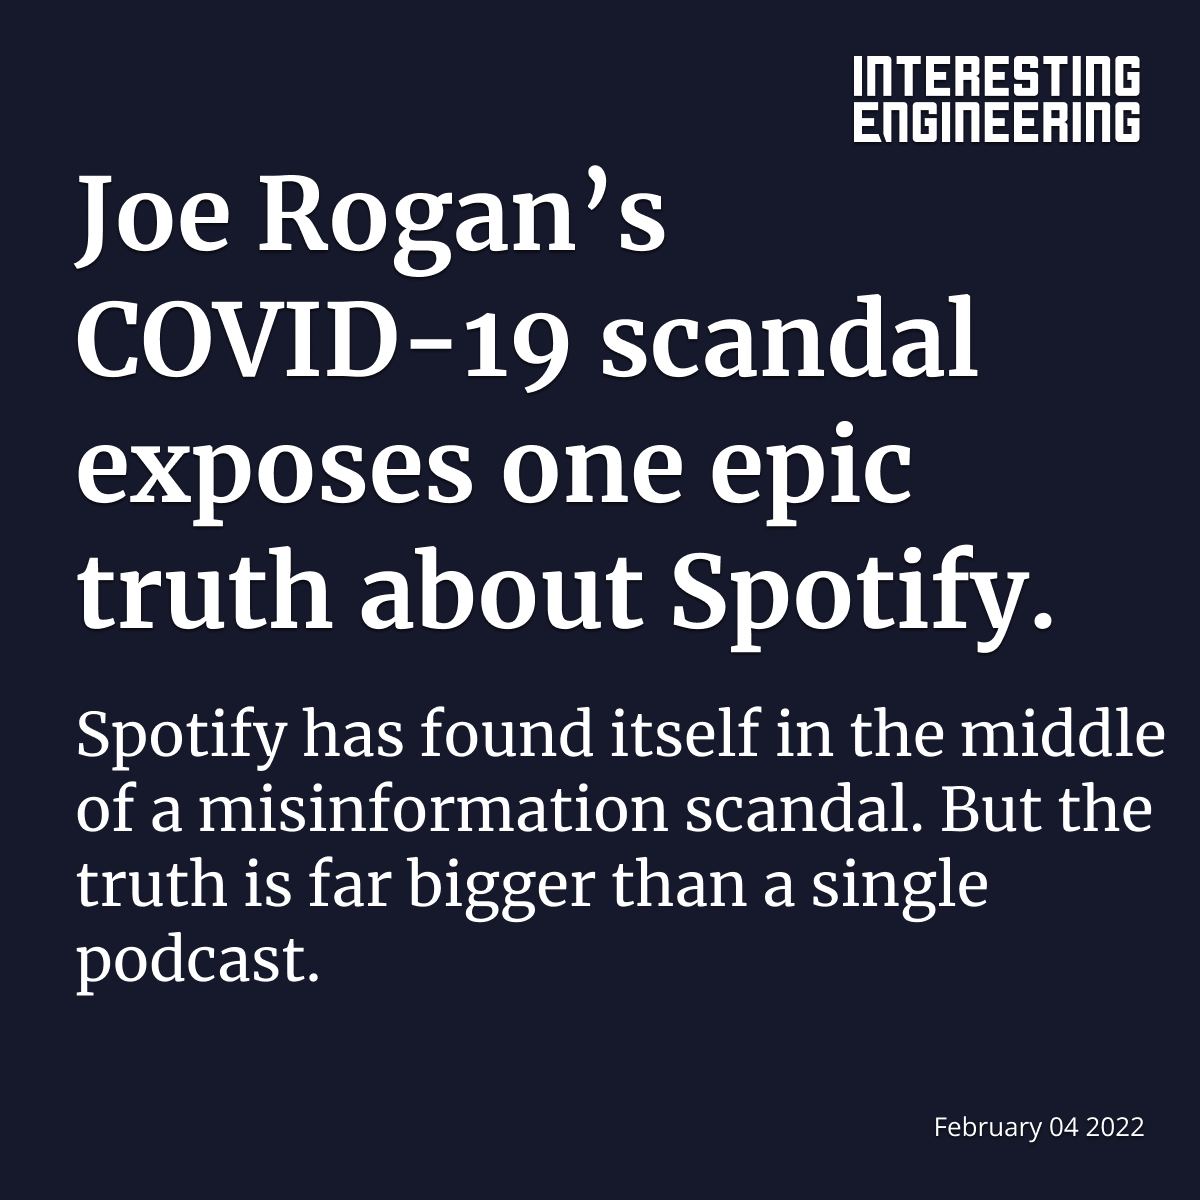 INTERESTING
ENGINEERING
Joe Rogan’s
COVID-19 scandal
exposes one epic
truth about Spotify.
Spotify has found itself in the middle
of a misinformation scandal. But the
truth is far bigger than a single
podcast.
February 04 2022